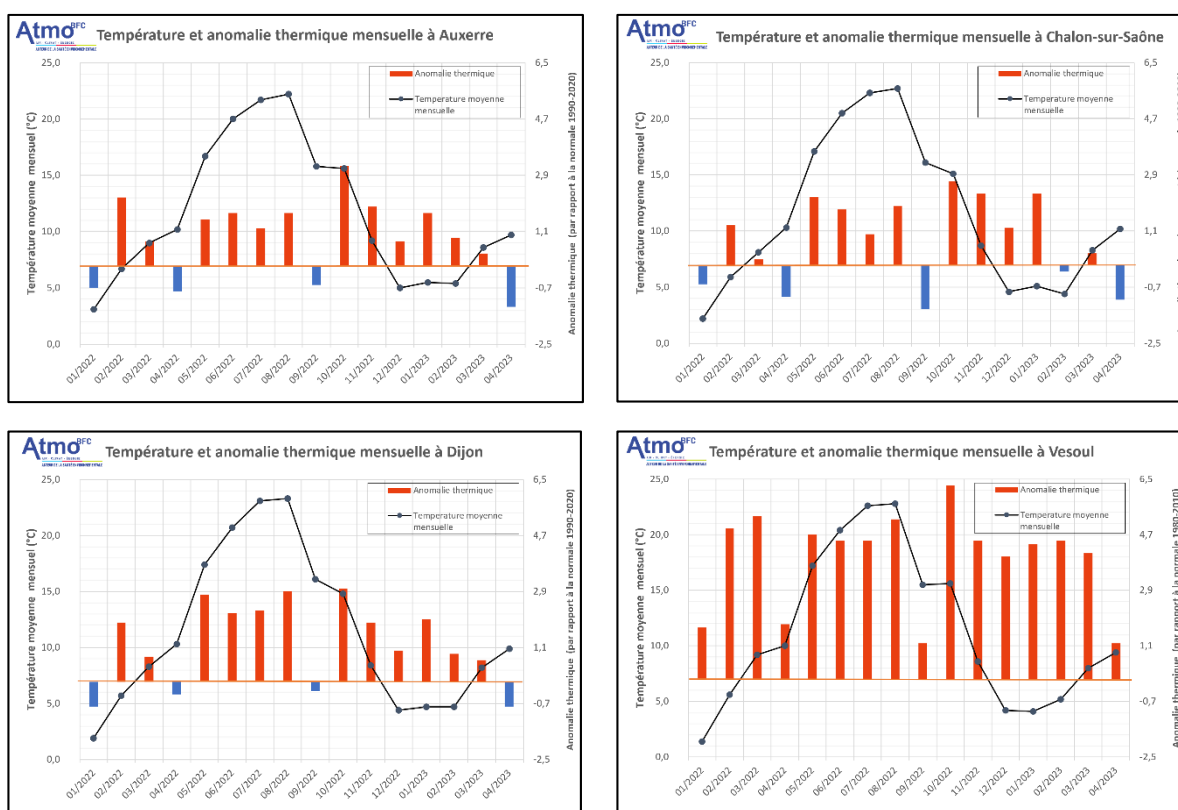 Atmo BFC
Température et anomalie thermique mensuelle à Auxerre
Anomalie thermique
Temperature moyenne mensuelle
Température moyenne mensuel (°C)
25,0
20,0
15,0
10,0
5,0
0,0
6,5
4,7
2,9
1,1
-0,7
-2,5
Anomalie thermique (par rapport à la normale 1990-2020)
01/2022 02/2022 03/2022 04/2022 05/2022 06/2022 07/2022 08/2022 09/2022 10/2022 11/2022 12/2022 01/2023 02/2023 03/2023 04/2023
Atmo BFC
Température et anomalie thermique mensuelle à Chalon-sur-Saône
Anomalie thermique
Temperature moyenne
mensuelle
Température moyenne mensuel (°C)
25,0
20,0
15,0
10,0
5,0
0,0
6,5
4,7
2,9
1,1
-0,7
-2,5
01/2022 02/2022 03/2022 04/2022 05/2022 06/2022 07/2022 08/2022 09/2022 10/2022 11/2022 12/2022 01/2023 02/2023 03/2023 04/2023
Atmo BFC
Température et anomalie thermique mensuelle à Dijon
Anomalie thermique
Temperature moyenne
mensuelle
Température moyenne mensuel (°C)
25,0
20,0
15,0
10,0
5,0
0,0
6,5
4,7
2,9
1,1
-0,7
-2,5
Anomalie thermique (par rapport à la normale 1990-2020)
01/2022 02/2022 03/2022 04/2022 05/2022 06/2022 07/2022 08/2022 09/2022 10/2022 11/2022 12/2022 01/2023 02/2023 03/2023 04/2023
Atmo BFC
Température et anomalie thermique mensuelle à Vesoul
Anomalie thermique
Temperature moyenne
mensuelle
Température moyenne mensuel (°C)
25,0
20,0
15,0
10,0
5,0
0,0
6,5
4,7
2,9
1,1
-0,7
-2,5
Anomalie thermique (par rapport à la normale 1980-2010)
01/2022 02/2022 03/2022 04/2022 05/2022 06/2022 07/2022 08/2022 09/2022 10/2022 11/2022 12/2022 01/2023 02/2023 03/2023 04/2023